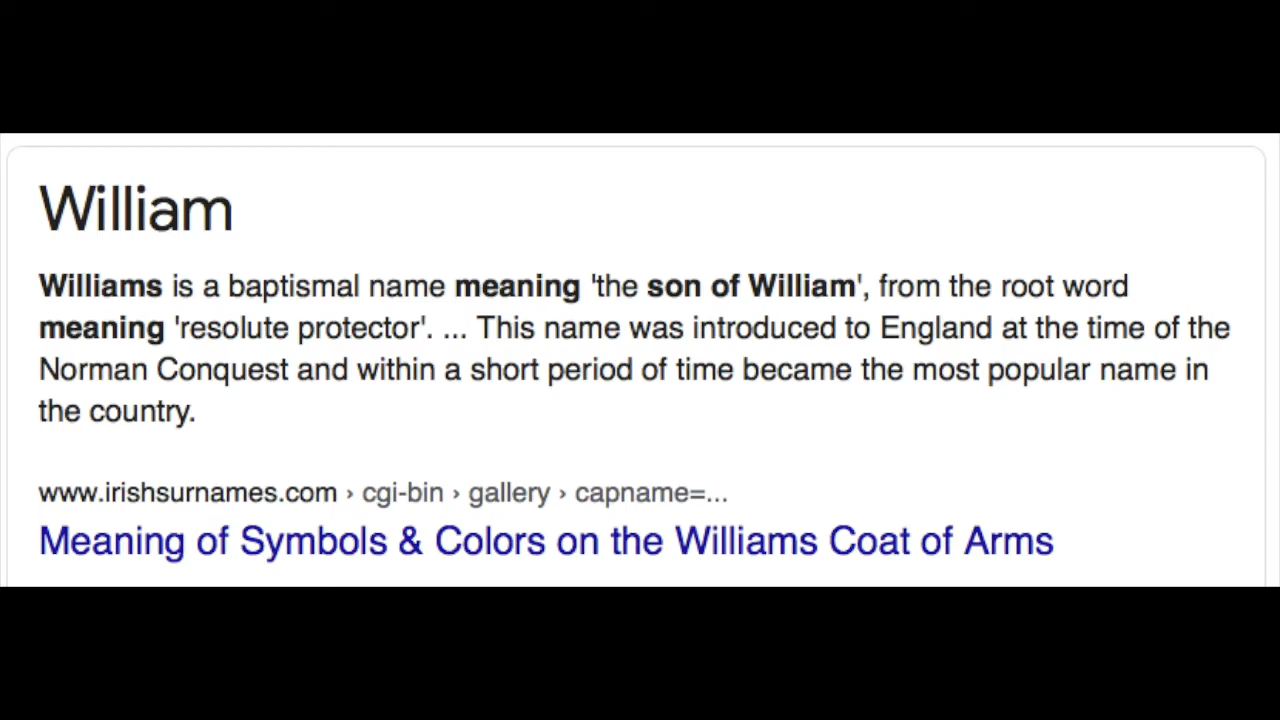 William
Williams is a baptismal name meaning 'the son of William', from the root word
meaning 'resolute protector'. ... This name was introduced to England at the time of the
Norman Conquest and within a short period of time became the most popular name in
the country.
www.irishsurnames.com › cgi-bin › gallery › capname=...
Meaning of Symbols & Colors on the Williams Coat of Arms